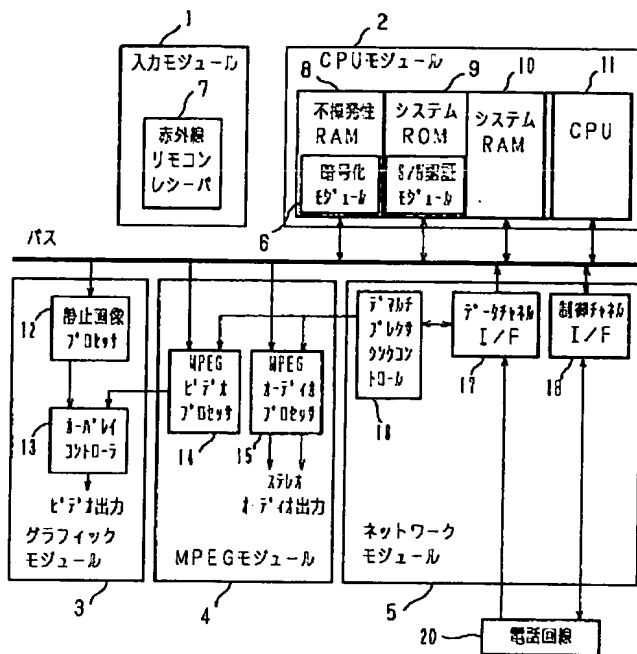 1
入力モジュール
7
赤外線
リモコン
レシーバ
2
CPUモジュール
8
9
10
11
不揮発性
RAM
暗号化
モジュール
システム
ROM
S/W認証
モジュール
システム
RAM
CPU
6
バス
12
静止画像
プロセッサ
13
オーバレイ
コントローラ
ビデオ出力
グラフィック
モジュール
3
MPEG
ビデオ
プロセッサ
14
MPEG
オーディオ
プロセッサ
15
ステレオ
オーディオ出力
MPEGモジュール
4
デマルチ
プレクサ
シンクコン
トロール
データチャネル
I/F
17
制御チャネル
I/F
ネットワーク
モジュール
5
20
電話回線